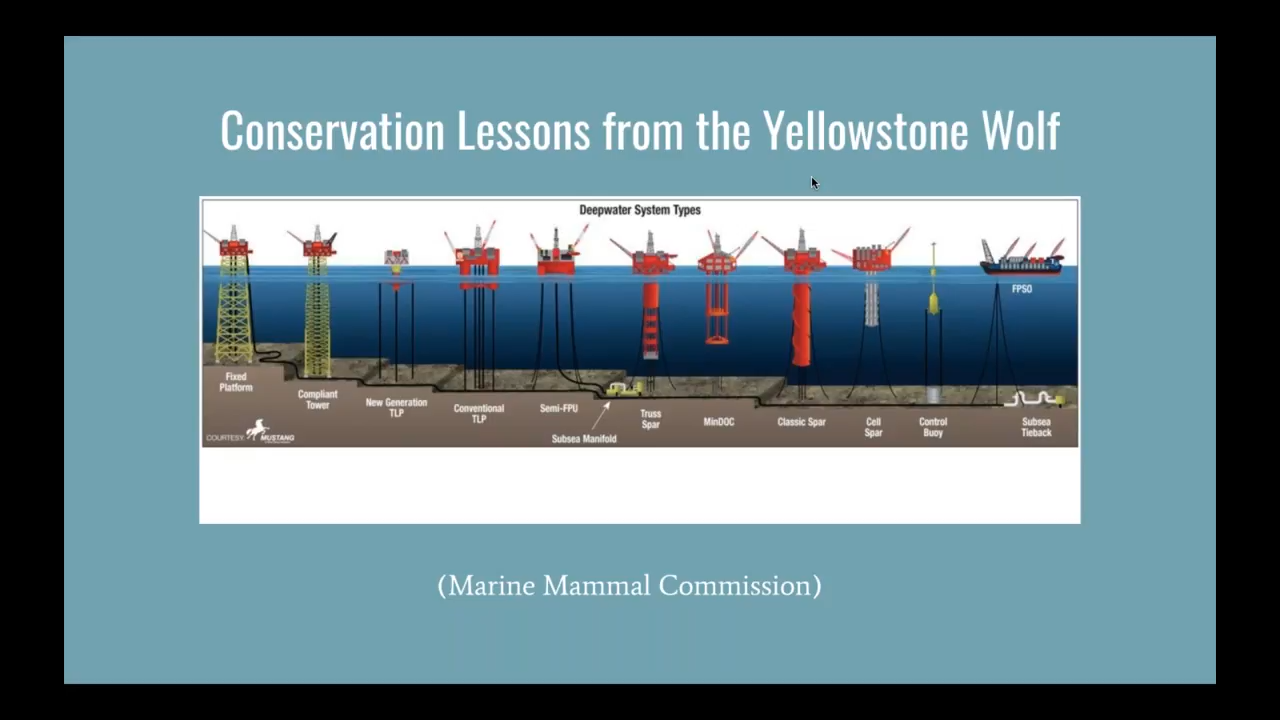 Conservation Lessons from the Yellowstone Wolf
Deepwater System Types
FPSO
Fixed
Platform
Compliant
Tower
New Generation
TLP
Conventional
TLP
Semi-FPU
Subsea Manifold
Truss
Spar
MinDOC
Classic Spar
Cell
Spar
Control
Buoy
Subsea
Tieback
COURTESY: MUSTANG
(Marine Mammal Commission)